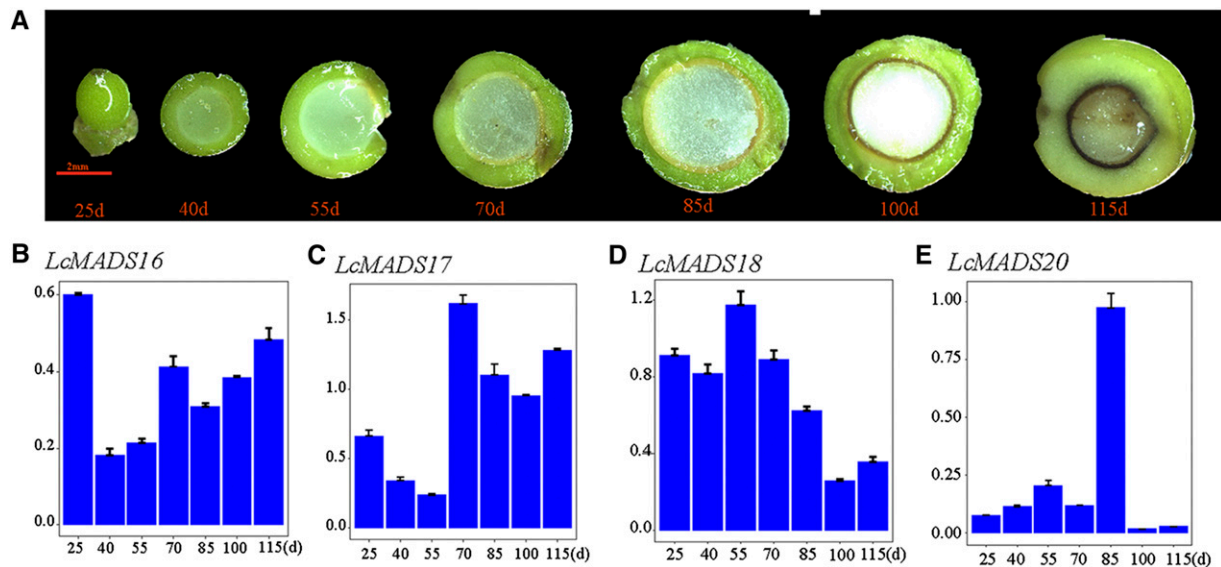 A
2mm
25d 40d 55d 70d 85d 100d 115d
B LcMADS16
0.6
0.4
0.2
0.0
25 40 55 70 85 100 115(d)
C LcMADS17
1.5
1.0
0.5
0.0
25 40 55 70 85 100 115(d)
D LcMADS18
1.2
0.8
0.4
0.0
25 40 55 70 85 100 115(d)
E LcMADS20
1.00
0.75
0.50
0.25
0.00
25 40 55 70 85 100 115(d)